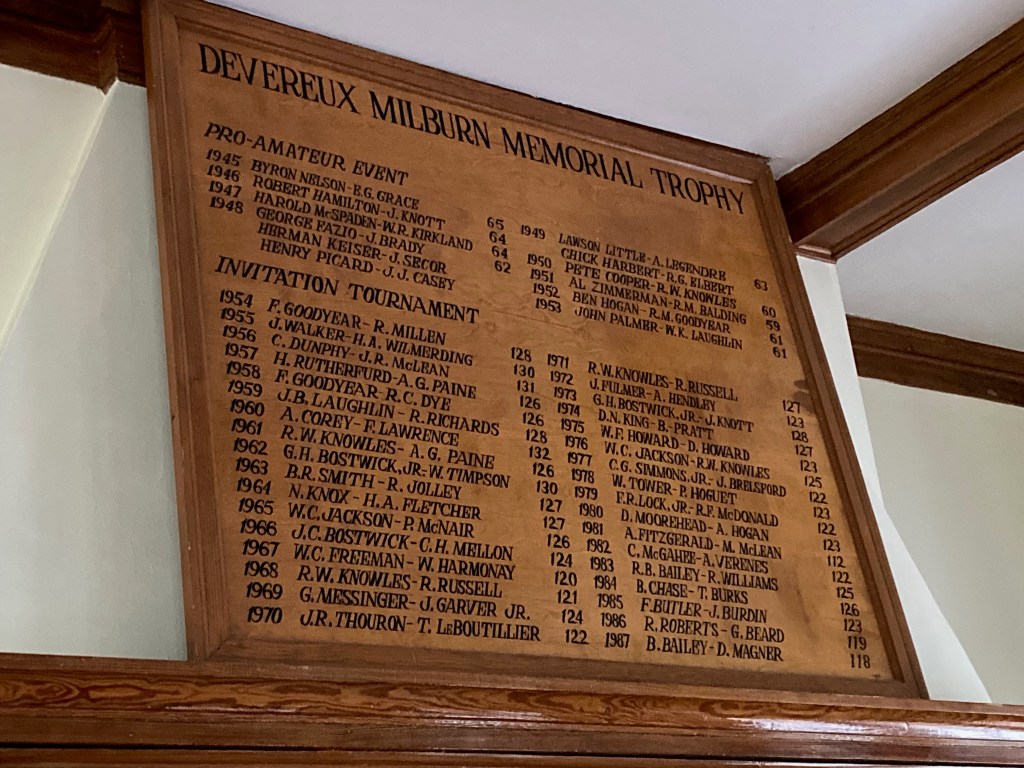 DEVEREUX MILBURN MEMORIAL TROPHY
PRO-AMATEUR EVENT
1945 BYRON NELSON-E.G. GRACE 65
1946 ROBERT HAMILTON-J. KNOTT 64
1947 HAROLD McSPADEN-W.R. KIRKLAND 64
1948 GEORGE FAZIO-J. BRADY 62
HERMAN KEISER-J. SECOR
HENRY PICARD-J.J. CASEY
1949 LAWSON LITTLE-A. LEGENDRE 63
CHICK HARBERT-R.G. ELBERT
1950 PETE COOPER-R.W. KNOWLES 60
1951 AL ZIMMERMAN-R.M. BALDING 59
1952 BEN HOGAN-R.M. GOODYEAR 61
1953 JOHN PALMER-W.K. LAUGHLIN 61
INVITATION TOURNAMENT
1954 F. GOODYEAR-R. MILLEN 128
1955 J. WALKER-H.A. WILMERDING 130
1956 C. DUNPHY-J.R. McLEAN 131
1957 H. RUTHERFURD-A.G. PAINE 126
1958 F. GOODYEAR-R.C. DYE 126
1959 J.B. LAUGHLIN-R. RICHARDS 128
1960 A. COREY-F. LAWRENCE 132
1961 R.W. KNOWLES-A.G. PAINE 126
1962 G.H. BOSTWICK, JR-W. TIMPSON 130
1963 B.R. SMITH-R. JOLLEY 127
1964 N. KNOX-H.A. FLETCHER 127
1965 W.C. JACKSON-P. McNAIR 126
1966 J.C. BOSTWICK-C.H. MELLON 124
1967 W.C. FREEMAN-W. HARMONAY 120
1968 R.W. KNOWLES-R. RUSSELL 121
1969 G. MESSINGER-J. GARVER JR. 124
1970 J.R. THOURON-T. LeBOUTILLIER 122
1971 R.W. KNOWLES-R. RUSSELL 127
1972 J. FULMER-A. HENDLEY 123
1973 G.H. BOSTWICK, JR.-J. KNOTT 128
1974 D.N. KING-B. PRATT 127
1975 W.F. HOWARD-D. HOWARD 123
1976 W.C. JACKSON-R.W. KNOWLES 125
1977 C.G. SIMMONS, JR.-J. BRELSFORD 122
1978 W. TOWER-P. HOGUET 123
1979 F.R. LOCK, JR.-R.F. McDONALD 122
1980 D. MOOREHEAD-A. HOGAN 123
1981 A. FITZGERALD-M. McLEAN 112
1982 C. McGAHEE-A. VERENES 122
1983 R.B. BAILEY-R. WILLIAMS 125
1984 B. CHASE-T. BURKS 126
1985 F. BUTLER-J. BURDIN 123
1986 R. ROBERTS-G. BEARD 119
1987 B. BAILEY-D. MAGNER 118